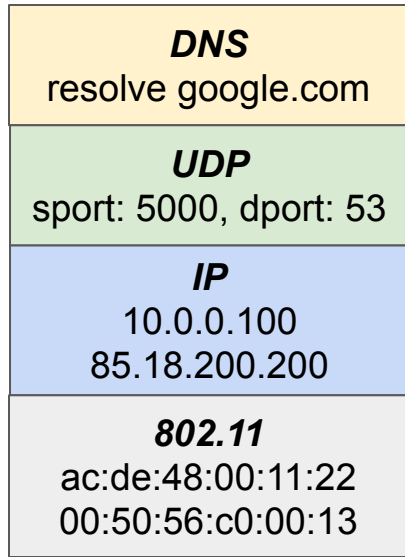 DNS
resolve google.com
UDP
sport: 5000, dport: 53
IP
10.0.0.100
85.18.200.200
802.11
ac:de:48:00:11:22
00:50:56:c0:00:13